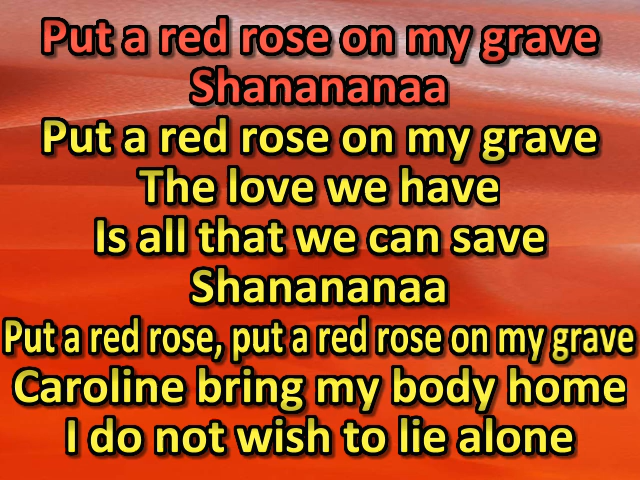 Put a red rose on my grave
Shanananaa
Put a red rose on my grave
The love we have
Is all that we can save
Shanananaa
Put a red rose, put a red rose on my grave
Caroline bring my body home
I do not wish to lie alone